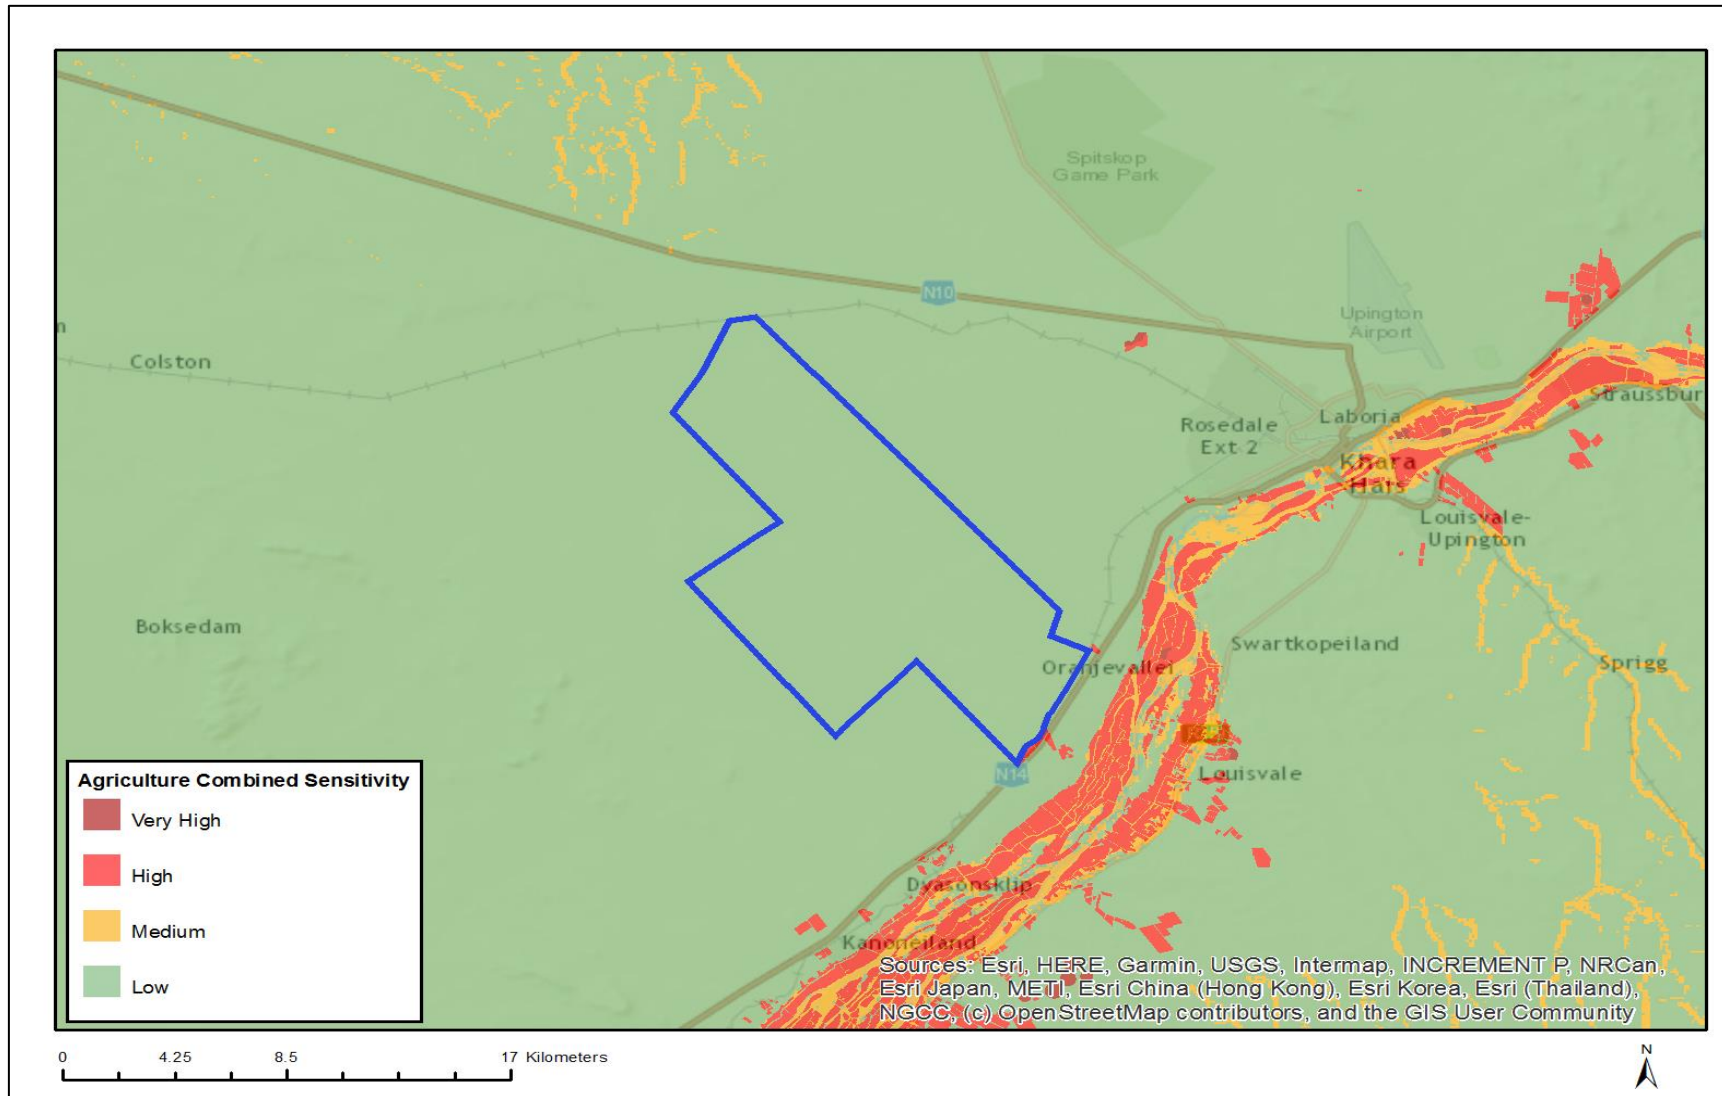 Spitskop
Game Park
N10
Upington
Airport
n
Colston
Straussbur
Laboria
Rosedale
Ext 2
Khara
Hais
Louisvale-
Upington
Boksedam
Swartkopeiland
Oranjevallei
Sprigg
N14
Louisvale
Dyasonsklip
Kanoneiland
Agriculture Combined Sensitivity
Very High
High
Medium
Low
Sources: Esri, HERE, Garmin, USGS, Intermap, INCREMENT P, NRCan,
Esri Japan, METI, Esri China (Hong Kong), Esri Korea, Esri (Thailand),
NGCC, (c) OpenStreetMap contributors, and the GIS User Community
0 4.25 8.5 17 Kilometers
N